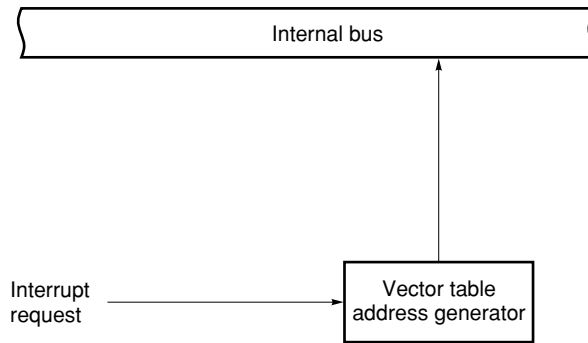 Internal bus
Interrupt
request
Vector table
address generator